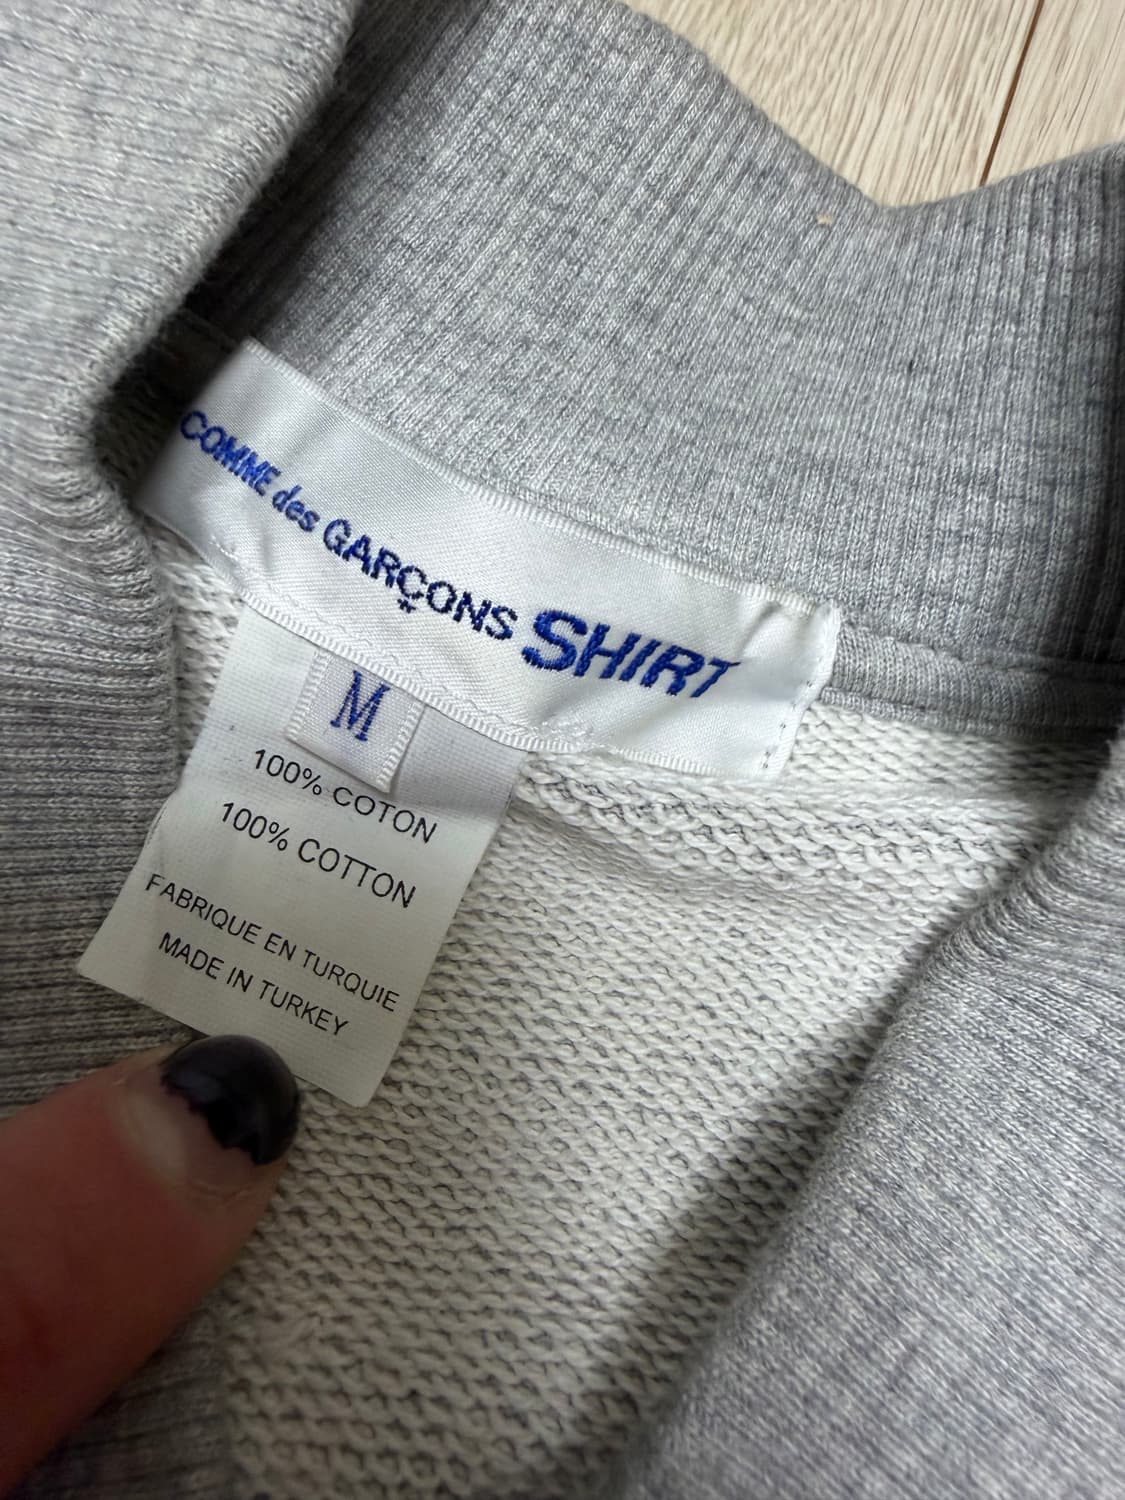 COMME des GARÇONS SHIRT
*
M
100% COTON
100% COTTON
FABRIQUE EN TURQUIE
MADE IN TURKEY